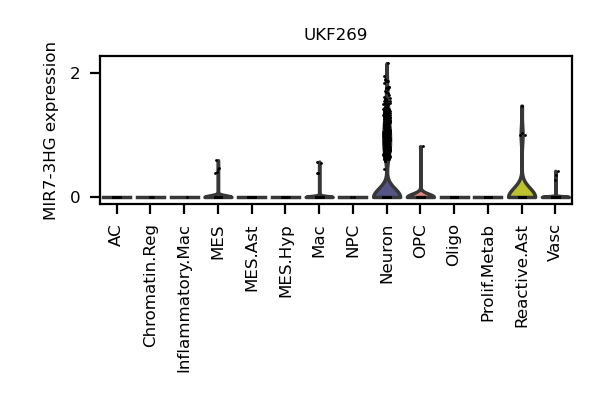 UKF269
MIR7-3HG expression
2
0
AC
Chromatin.Reg
Inflammatory.Mac
MES
MES.Ast
MES.Hyp
Mac
NPC
Neuron
OPC
Oligo
Prolif.Metab
Reactive.Ast
Vasc